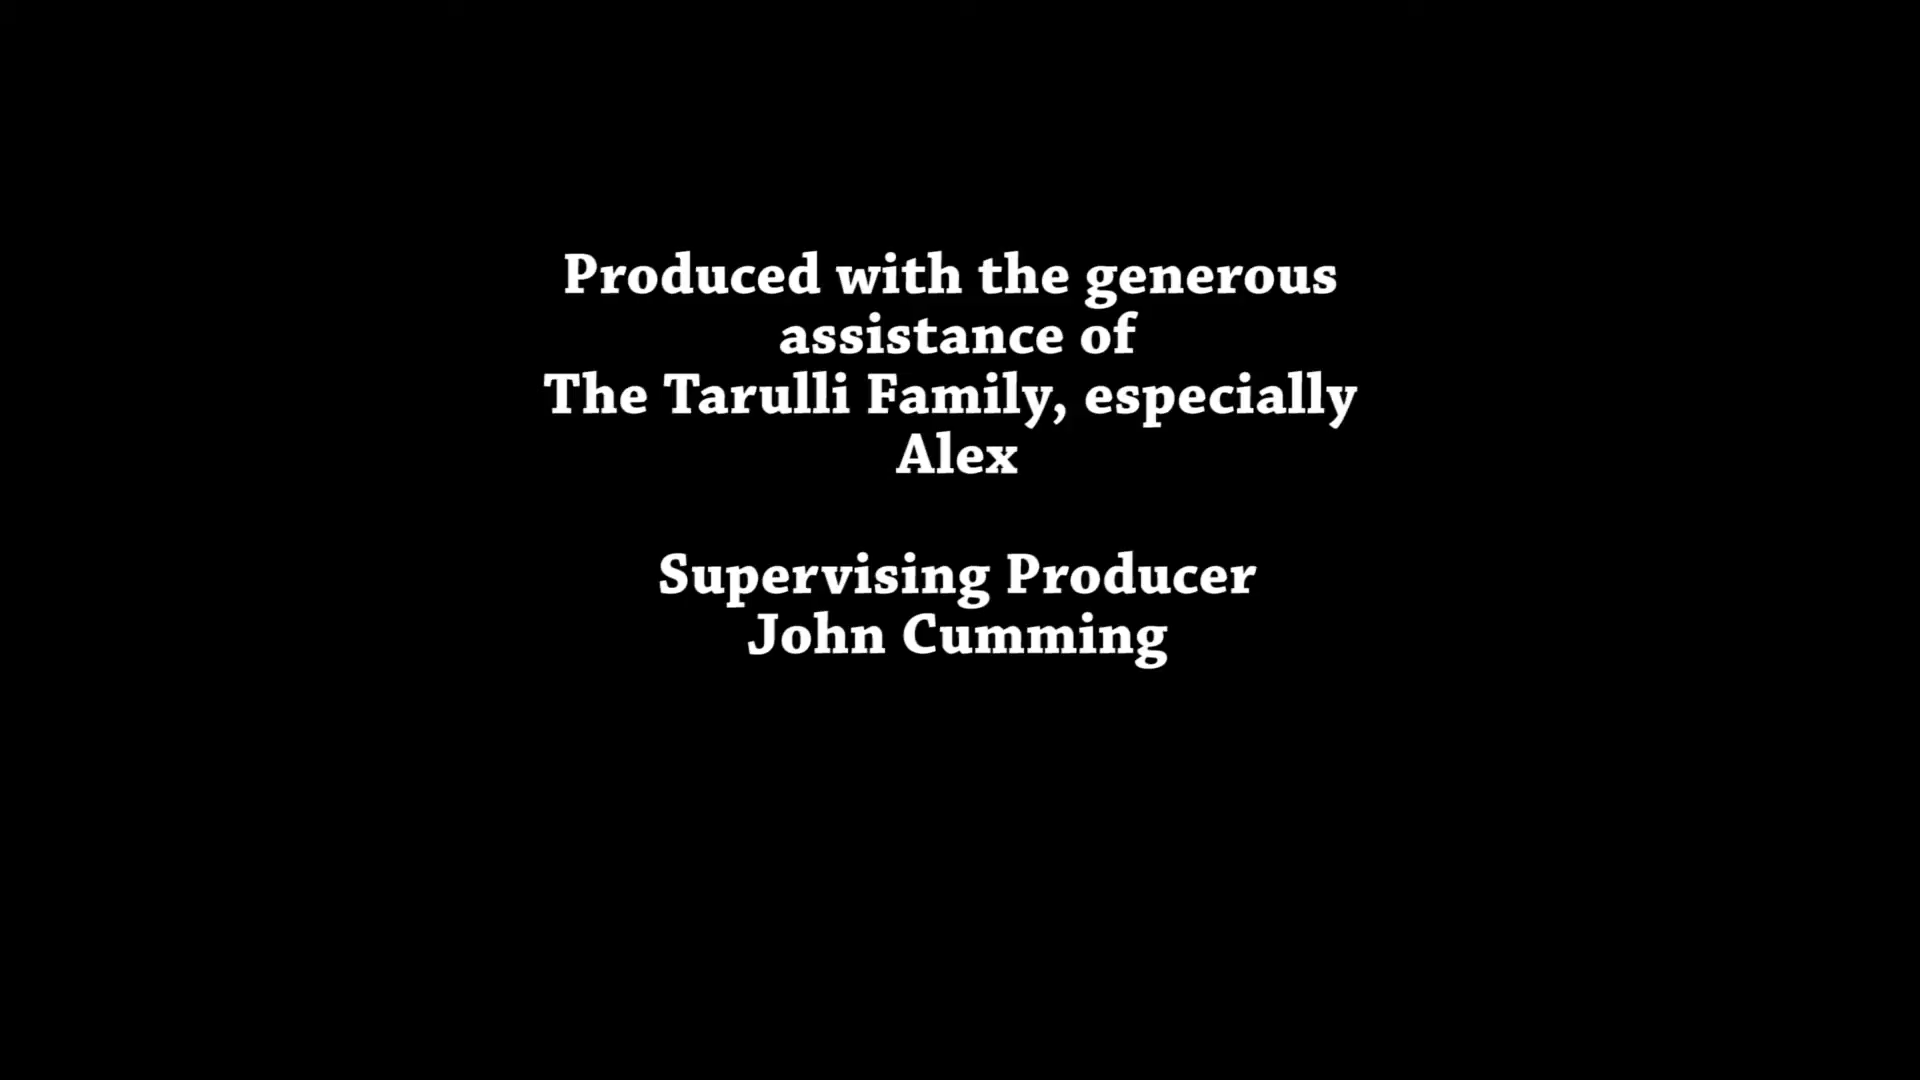 Produced with the generous
assistance of
The Tarulli Family, especially
Alex
Supervising Producer
John Cumming